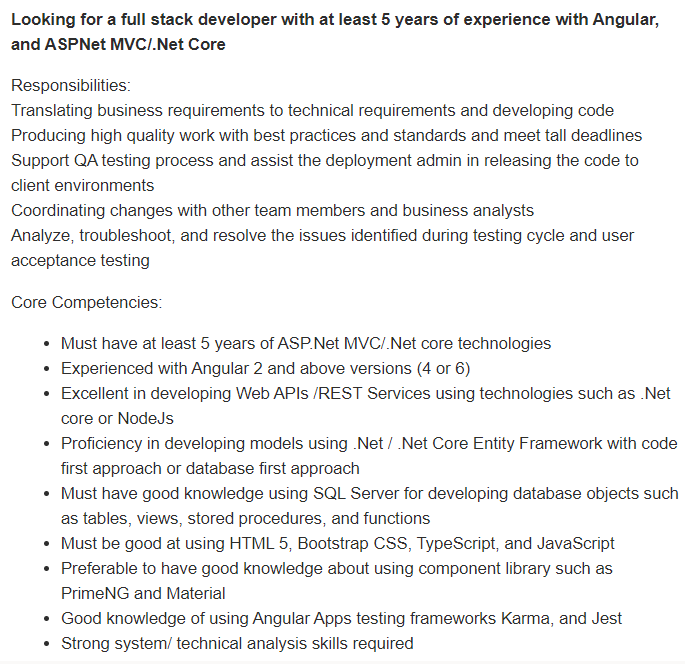 Looking for a full stack developer with at least 5 years of experience with Angular,
and ASPNet MVC/.Net Core
Responsibilities:
Translating business requirements to technical requirements and developing code
Producing high quality work with best practices and standards and meet tall deadlines
Support QA testing process and assist the deployment admin in releasing the code to
client environments
Coordinating changes with other team members and business analysts
Analyze, troubleshoot, and resolve the issues identified during testing cycle and user
acceptance testing
Core Competencies:
• Must have at least 5 years of ASP.Net MVC/.Net core technologies
• Experienced with Angular 2 and above versions (4 or 6)
• Excellent in developing Web APIs /REST Services using technologies such as .Net
core or NodeJs
• Proficiency in developing models using .Net / .Net Core Entity Framework with code
first approach or database first approach
• Must have good knowledge using SQL Server for developing database objects such
as tables, views, stored procedures, and functions
• Must be good at using HTML 5, Bootstrap CSS, TypeScript, and JavaScript
• Preferable to have good knowledge about using component library such as
PrimeNG and Material
• Good knowledge of using Angular Apps testing frameworks Karma, and Jest
• Strong system/ technical analysis skills required